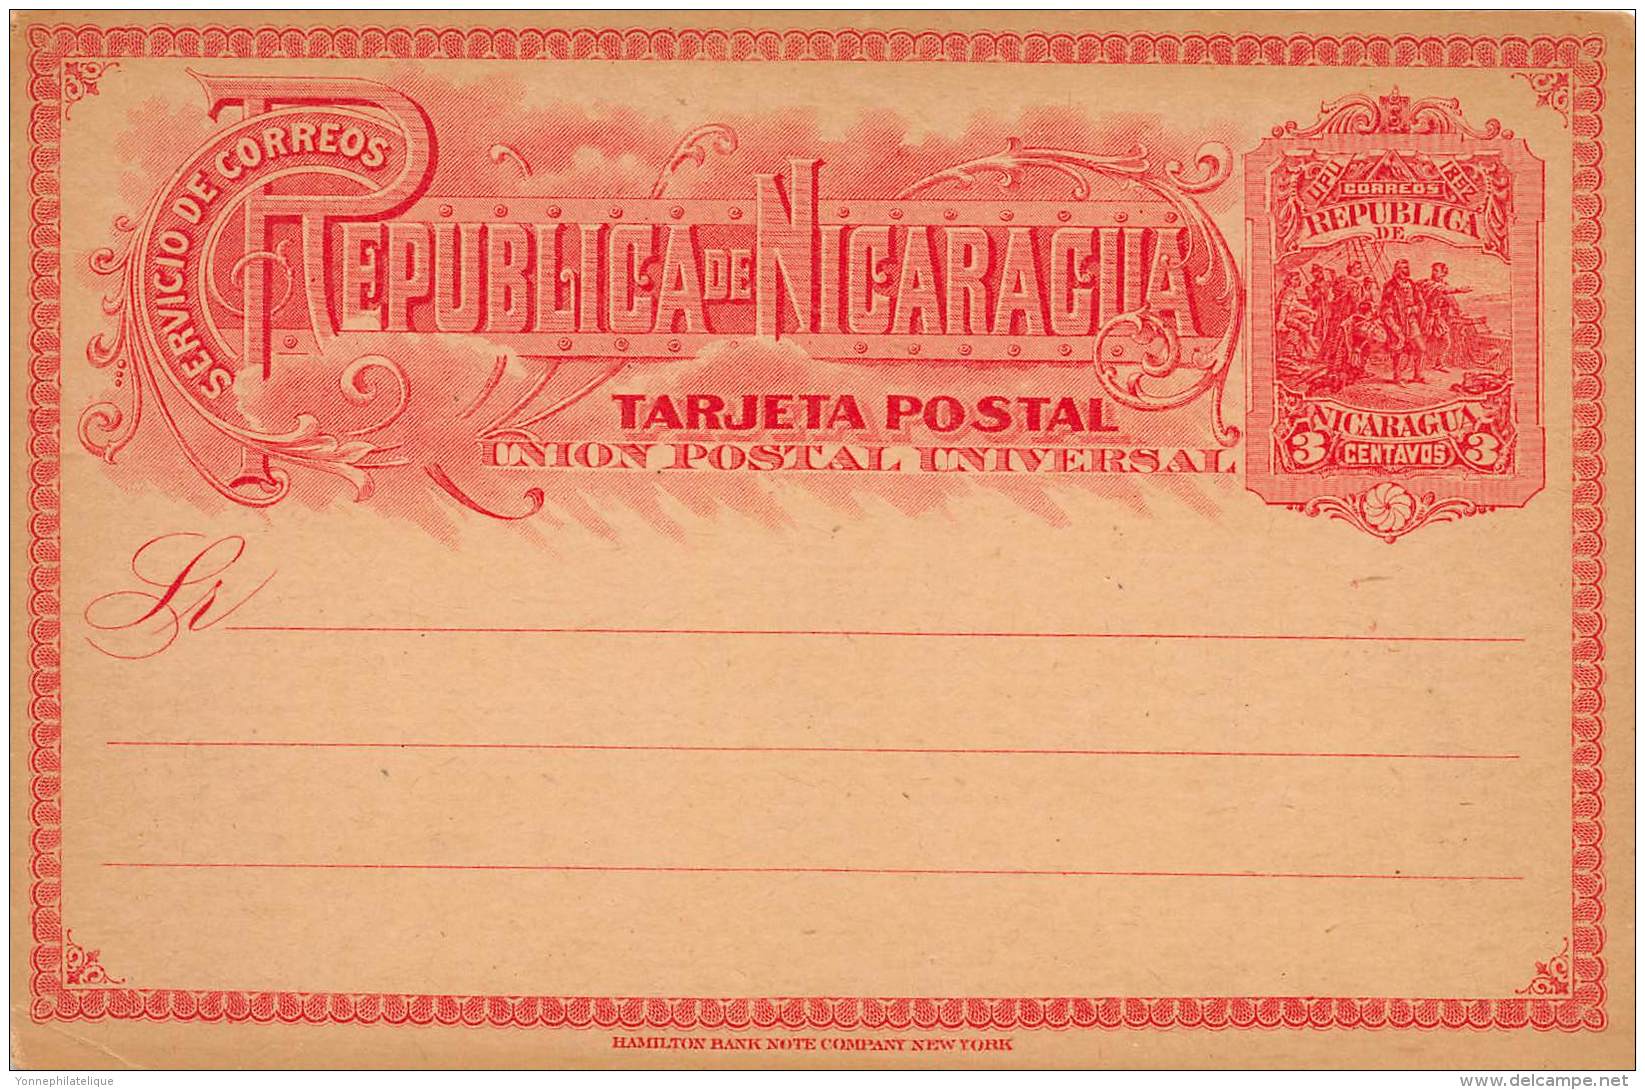 SERVICIO DE CORREOS
REPUBLICA DE NICARAGUA
TARJETA POSTAL
UNION POSTAL UNIVERSAL
CORREOS
REPUBLICA
DE
NICARAGUA
3 CENTAVOS 3
Sr
HAMILTON BANK NOTE COMPANY NEW YORK
Yonnephilatelique
www.delcampe.net